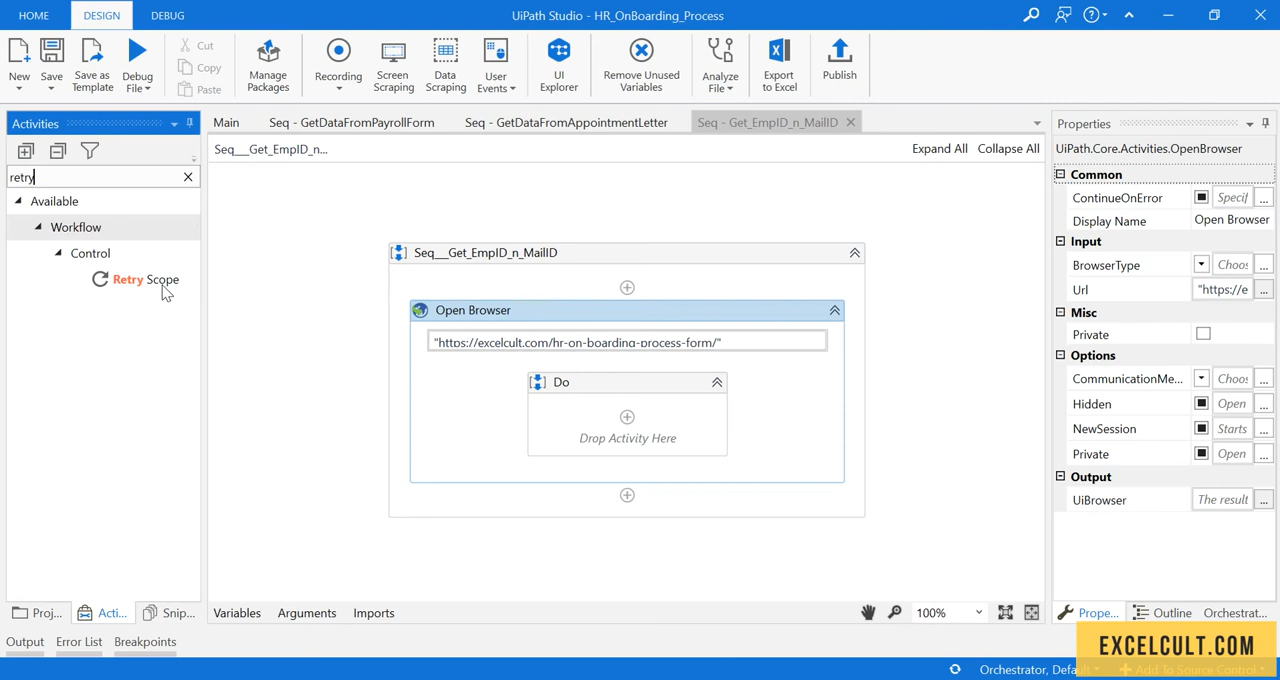 HOME
DESIGN
DEBUG
UiPath Studio - HR_OnBoarding_Process
New
Save
Save as Template
Debug File
Cut
Copy
Paste
Manage Packages
Recording
Screen Scraping
Data Scraping
User Events
UI Explorer
Remove Unused Variables
Analyze File
Export to Excel
Publish
Activities
Main
Seq - GetDataFromPayrollForm
Seq - GetDataFromAppointmentLetter
Seq - Get_EmpID_n_MailID
Properties
Seq___Get_EmpID_n...
Expand All
Collapse All
UiPath.Core.Activities.OpenBrowser
retry
Available
Workflow
Control
Retry Scope
Seq___Get_EmpID_n_MailID
Open Browser
"https://excelcult.com/hr-on-boarding-process-form/"
Do
Drop Activity Here
Common
ContinueOnError
Specif
...
Display Name
Open Browser
Input
BrowserType
Choos
...
Url
"https://e
...
Misc
Private
Options
CommunicationMe...
Choos
...
Hidden
Open
...
NewSession
Starts
...
Private
Open
...
Output
UiBrowser
The result
...
Proj...
Acti...
Snip...
Variables
Arguments
Imports
100%
Prope...
Outline
Orchestrat...
Output
Error List
Breakpoints
EXCELCULT.COM
Orchestrator, Default
Add To Source Control